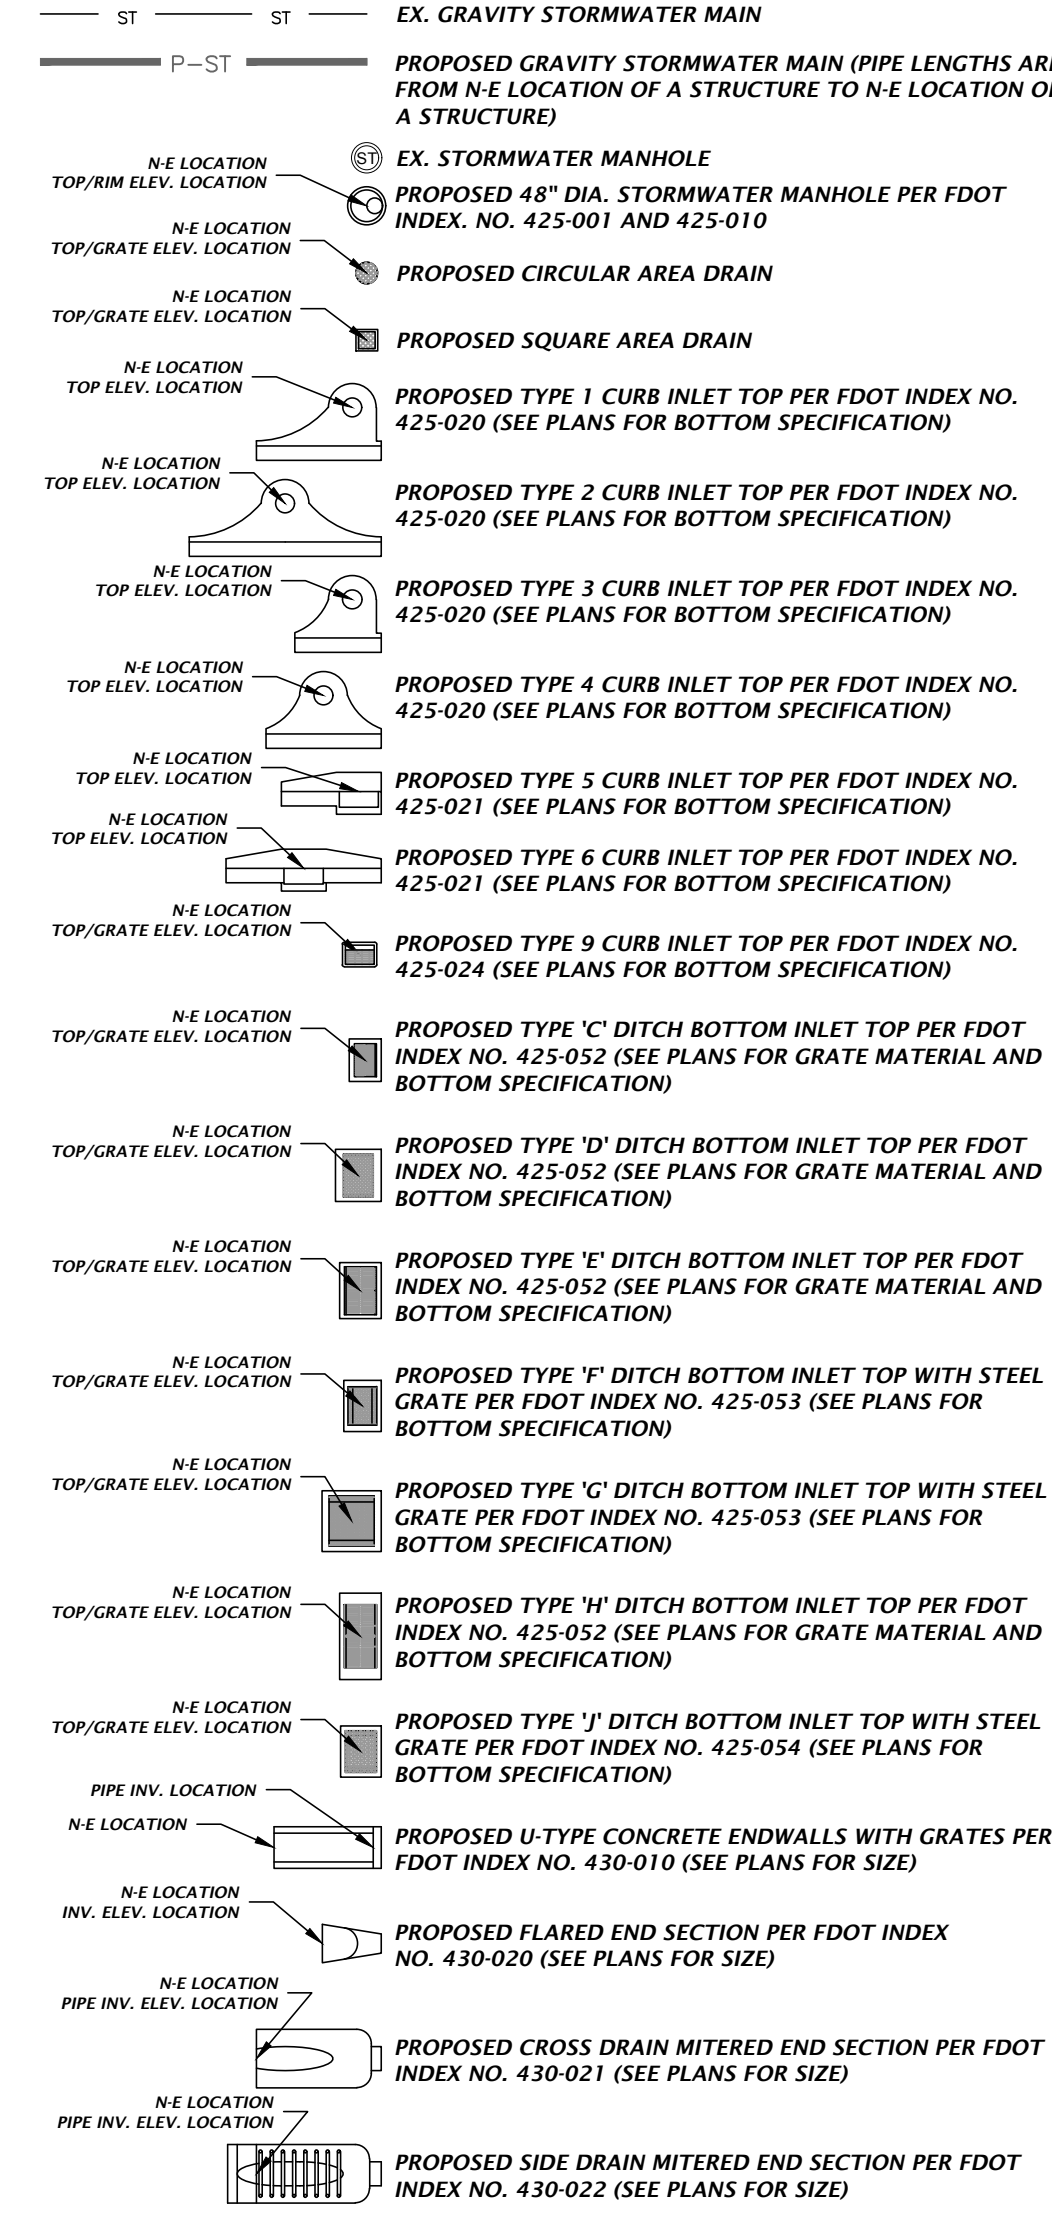 ST ST EX. GRAVITY STORMWATER MAIN
P-ST PROPOSED GRAVITY STORMWATER MAIN (PIPE LENGTHS
FROM N-E LOCATION OF A STRUCTURE TO N-E LOCATION
A STRUCTURE)
ST EX. STORMWATER MANHOLE
N-E LOCATION
TOP/RIM ELEV. LOCATION
PROPOSED 48" DIA. STORMWATER MANHOLE PER FDOT
INDEX. NO. 425-001 AND 425-010
N-E LOCATION
TOP/GRATE ELEV. LOCATION
PROPOSED CIRCULAR AREA DRAIN
N-E LOCATION
TOP/GRATE ELEV. LOCATION
PROPOSED SQUARE AREA DRAIN
N-E LOCATION
TOP ELEV. LOCATION
PROPOSED TYPE 1 CURB INLET TOP PER FDOT INDEX NO.
425-020 (SEE PLANS FOR BOTTOM SPECIFICATION)
N-E LOCATION
TOP ELEV. LOCATION
PROPOSED TYPE 2 CURB INLET TOP PER FDOT INDEX NO.
425-020 (SEE PLANS FOR BOTTOM SPECIFICATION)
N-E LOCATION
TOP ELEV. LOCATION
PROPOSED TYPE 3 CURB INLET TOP PER FDOT INDEX NO.
425-020 (SEE PLANS FOR BOTTOM SPECIFICATION)
N-E LOCATION
TOP ELEV. LOCATION
PROPOSED TYPE 4 CURB INLET TOP PER FDOT INDEX NO.
425-020 (SEE PLANS FOR BOTTOM SPECIFICATION)
N-E LOCATION
TOP ELEV. LOCATION
PROPOSED TYPE 5 CURB INLET TOP PER FDOT INDEX NO.
425-021 (SEE PLANS FOR BOTTOM SPECIFICATION)
N-E LOCATION
TOP ELEV. LOCATION
PROPOSED TYPE 6 CURB INLET TOP PER FDOT INDEX NO.
425-021 (SEE PLANS FOR BOTTOM SPECIFICATION)
N-E LOCATION
TOP/GRATE ELEV. LOCATION
PROPOSED TYPE 9 CURB INLET TOP PER FDOT INDEX NO.
425-024 (SEE PLANS FOR BOTTOM SPECIFICATION)
N-E LOCATION
TOP/GRATE ELEV. LOCATION
PROPOSED TYPE 'C' DITCH BOTTOM INLET TOP PER FDOT
INDEX NO. 425-052 (SEE PLANS FOR GRATE MATERIAL AND
BOTTOM SPECIFICATION)
N-E LOCATION
TOP/GRATE ELEV. LOCATION
PROPOSED TYPE 'D' DITCH BOTTOM INLET TOP PER FDOT
INDEX NO. 425-052 (SEE PLANS FOR GRATE MATERIAL AND
BOTTOM SPECIFICATION)
N-E LOCATION
TOP/GRATE ELEV. LOCATION
PROPOSED TYPE 'E' DITCH BOTTOM INLET TOP PER FDOT
INDEX NO. 425-052 (SEE PLANS FOR GRATE MATERIAL AND
BOTTOM SPECIFICATION)
N-E LOCATION
TOP/GRATE ELEV. LOCATION
PROPOSED TYPE 'F' DITCH BOTTOM INLET TOP WITH STEEL
GRATE PER FDOT INDEX NO. 425-053 (SEE PLANS FOR
BOTTOM SPECIFICATION)
N-E LOCATION
TOP/GRATE ELEV. LOCATION
PROPOSED TYPE 'G' DITCH BOTTOM INLET TOP WITH STEEL
GRATE PER FDOT INDEX NO. 425-053 (SEE PLANS FOR
BOTTOM SPECIFICATION)
N-E LOCATION
TOP/GRATE ELEV. LOCATION
PROPOSED TYPE 'H' DITCH BOTTOM INLET TOP PER FDOT
INDEX NO. 425-052 (SEE PLANS FOR GRATE MATERIAL AND
BOTTOM SPECIFICATION)
N-E LOCATION
TOP/GRATE ELEV. LOCATION
PROPOSED TYPE 'J' DITCH BOTTOM INLET TOP WITH STEEL
GRATE PER FDOT INDEX NO. 425-054 (SEE PLANS FOR
BOTTOM SPECIFICATION)
PIPE INV. LOCATION
N-E LOCATION
PROPOSED U-TYPE CONCRETE ENDWALLS WITH GRATES PER
FDOT INDEX NO. 430-010 (SEE PLANS FOR SIZE)
N-E LOCATION
INV. ELEV. LOCATION
PROPOSED FLARED END SECTION PER FDOT INDEX
NO. 430-020 (SEE PLANS FOR SIZE)
N-E LOCATION
PIPE INV. ELEV. LOCATION
PROPOSED CROSS DRAIN MITERED END SECTION PER FDOT
INDEX NO. 430-021 (SEE PLANS FOR SIZE)
N-E LOCATION
PIPE INV. ELEV. LOCATION
PROPOSED SIDE DRAIN MITERED END SECTION PER FDOT
INDEX NO. 430-022 (SEE PLANS FOR SIZE)